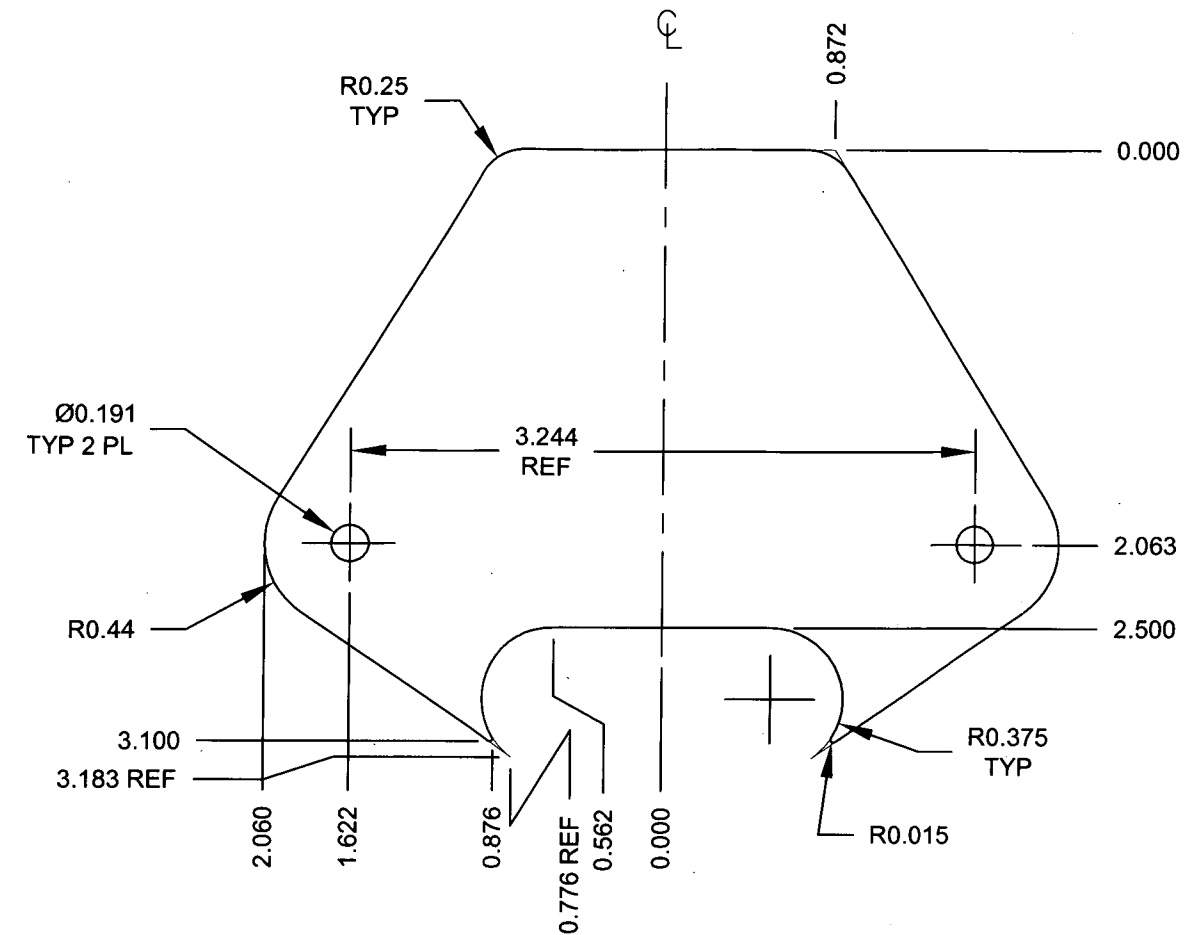 ℄
0.872
R0.25
TYP
0.000
Ø0.191
TYP 2 PL
3.244
REF
2.063
R0.44
2.500
3.100
3.183 REF
R0.375
TYP
R0.015
2.060
1.622
0.876
0.776 REF
0.562
0.000